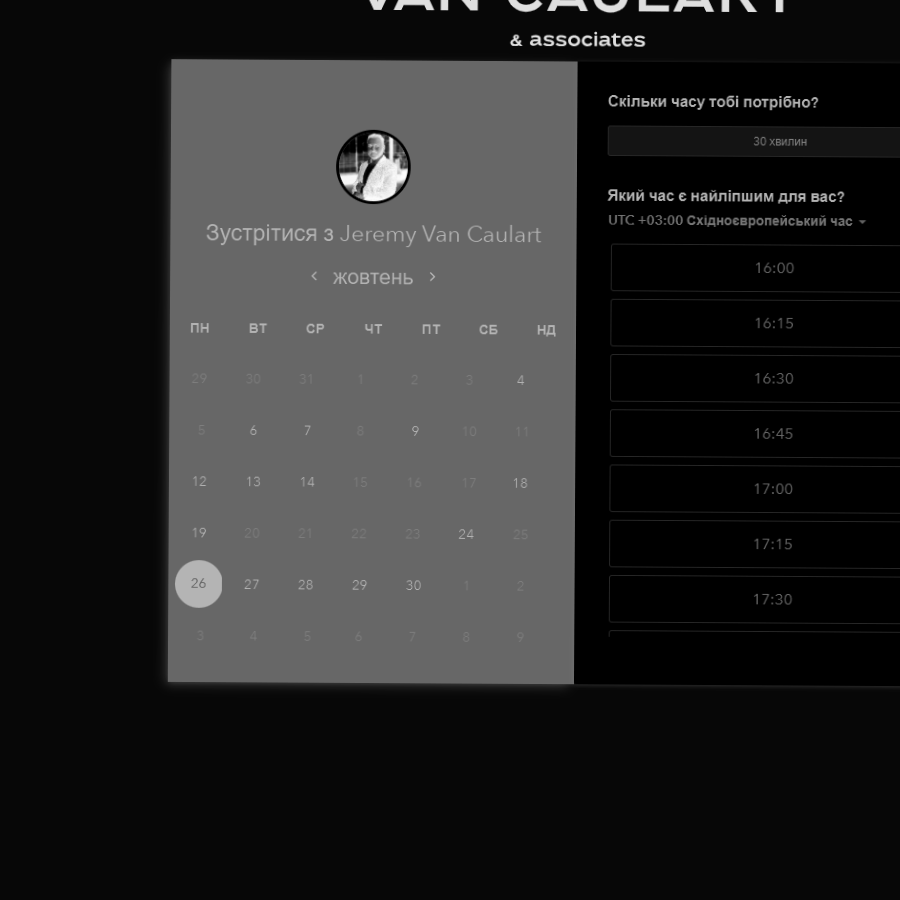 VAN CAULART
& associates
Зустрітися з Jeremy Van Caulart
жовтень
ПН ВТ СР ЧТ ПТ СБ НД
29 30 31 1 2 3 4
5 6 7 8 9 10 11
12 13 14 15 16 17 18
19 20 21 22 23 24 25
26 27 28 29 30 1 2
3 4 5 6 7 8 9
Скільки часу тобі потрібно?
30 хвилин
Який час є найліпшим для вас?
UTC +03:00 Східноєвропейський час
16:00
16:15
16:30
16:45
17:00
17:15
17:30